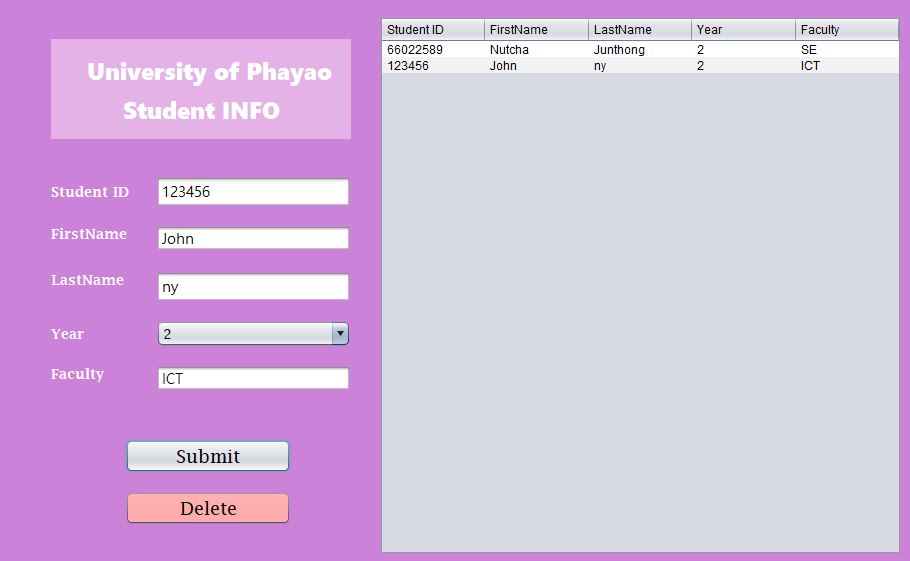 University of Phayao
Student INFO
Student ID 123456
FirstName John
LastName ny
Year 2
Faculty ICT
Submit
Delete
Student ID FirstName LastName Year Faculty
66022589 Nutcha Junthong 2 SE
123456 John ny 2 ICT